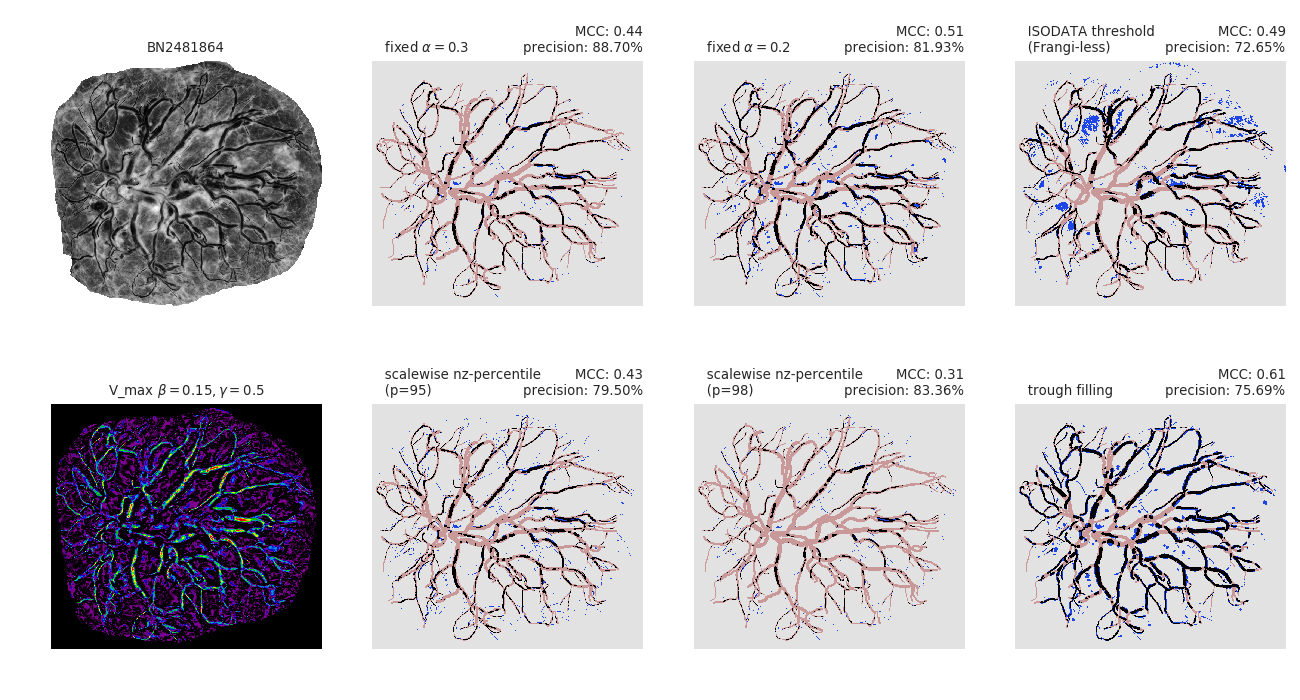 BN2481864
MCC: 0.44
fixed α = 0.3 precision: 88.70%
MCC: 0.51
fixed α = 0.2 precision: 81.93%
ISODATA threshold MCC: 0.49
(Frangi-less) precision: 72.65%
V_max β = 0.15, γ = 0.5
scalewise nz-percentile MCC: 0.43
(p=95) precision: 79.50%
scalewise nz-percentile MCC: 0.31
(p=98) precision: 83.36%
MCC: 0.61
trough filling precision: 75.69%